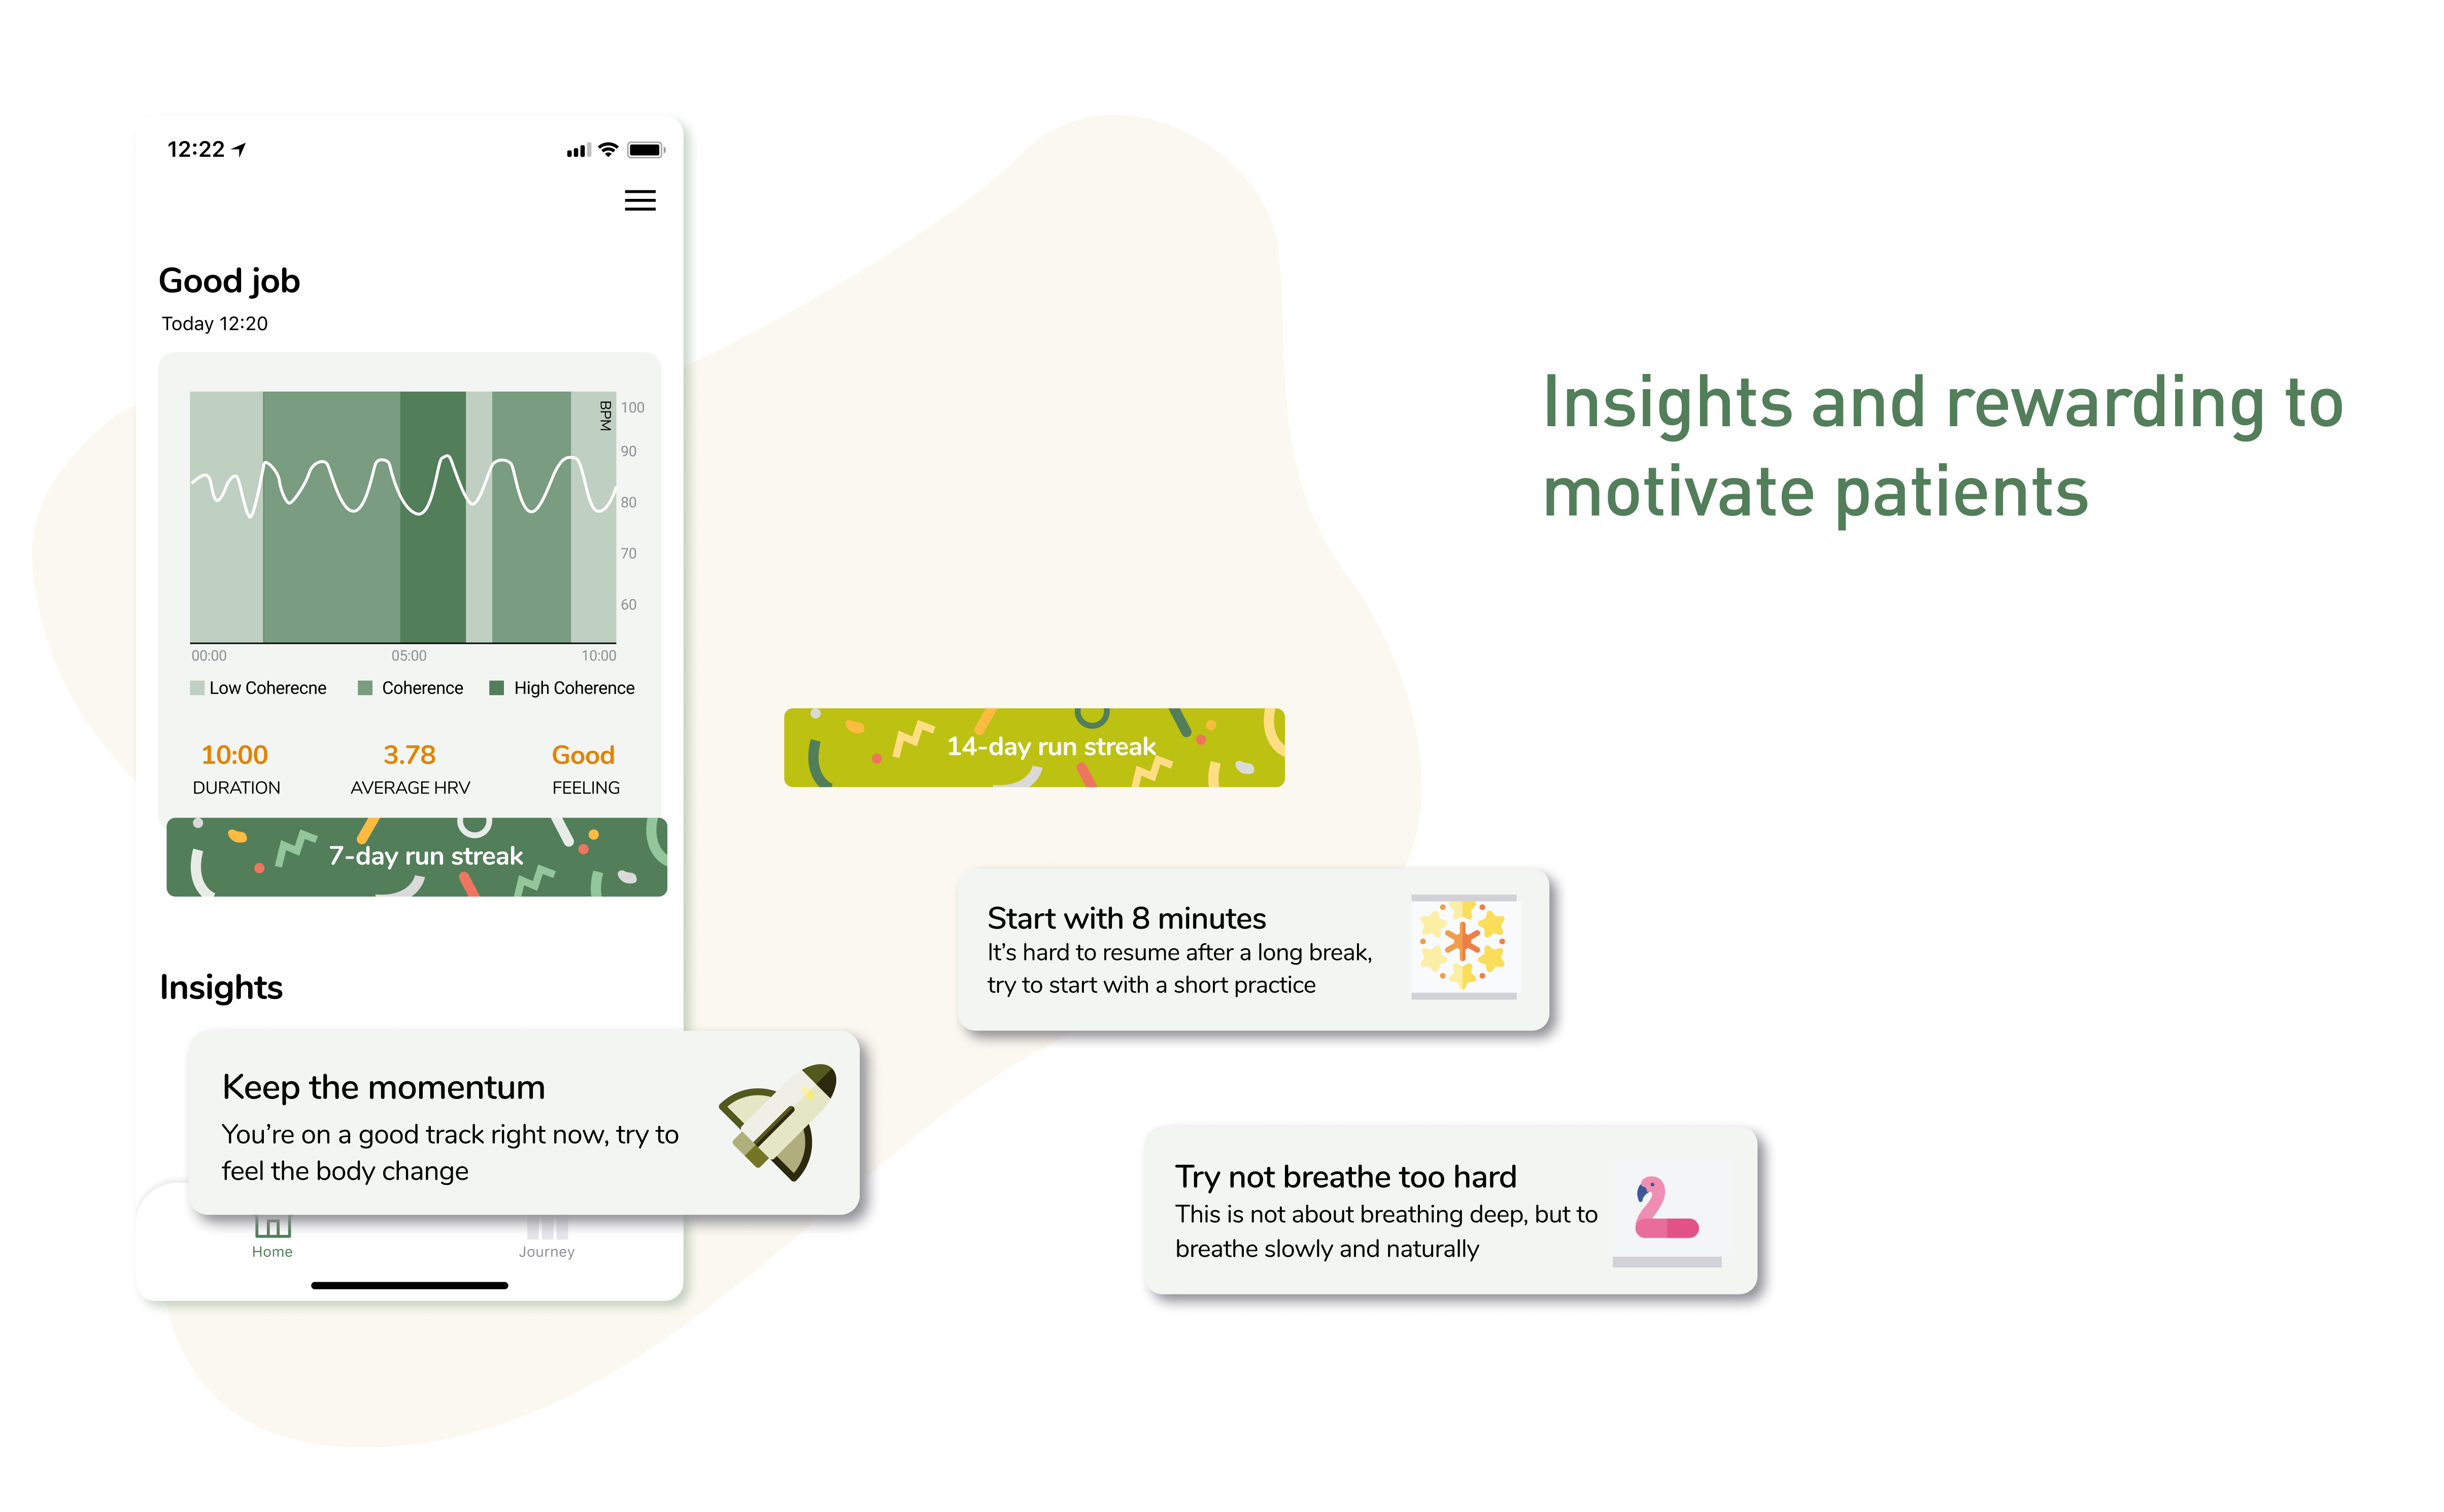 12:22
Good job
Today 12:20
BPM
100
90
80
70
60
00:00 05:00 10:00
Low Coherecne Coherence High Coherence
10:00 3.78 Good
DURATION AVERAGE HRV FEELING
7-day run streak
Insights
Keep the momentum
You’re on a good track right now, try to
feel the body change
Home Journey
14-day run streak
Start with 8 minutes
It’s hard to resume after a long break,
try to start with a short practice
Try not breathe too hard
This is not about breathing deep, but to
breathe slowly and naturally
Insights and rewarding to
motivate patients